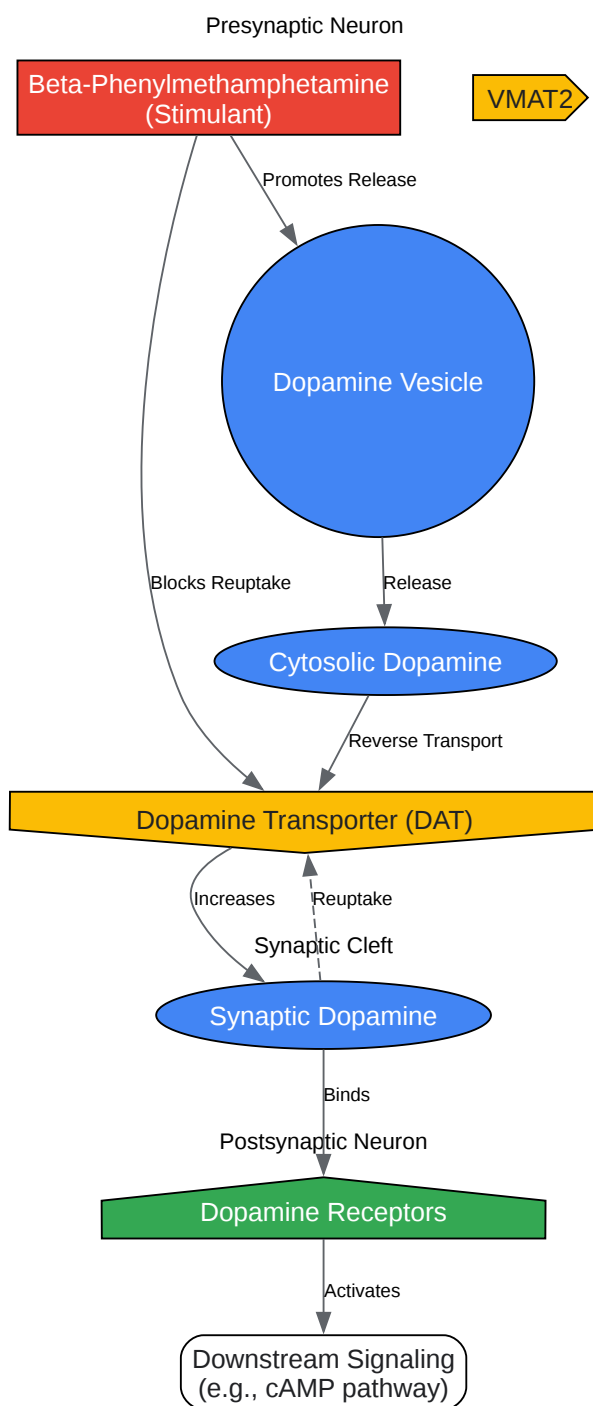 Presynaptic Neuron
Beta-Phenylmethamphetamine
(Stimulant)
VMAT2
Promotes Release
Dopamine Vesicle
Blocks Reuptake
Release
Cytosolic Dopamine
Reverse Transport
Dopamine Transporter (DAT)
Increases
Reuptake
Synaptic Cleft
Synaptic Dopamine
Binds
Postsynaptic Neuron
Dopamine Receptors
Activates
Downstream Signaling
(e.g., cAMP pathway)